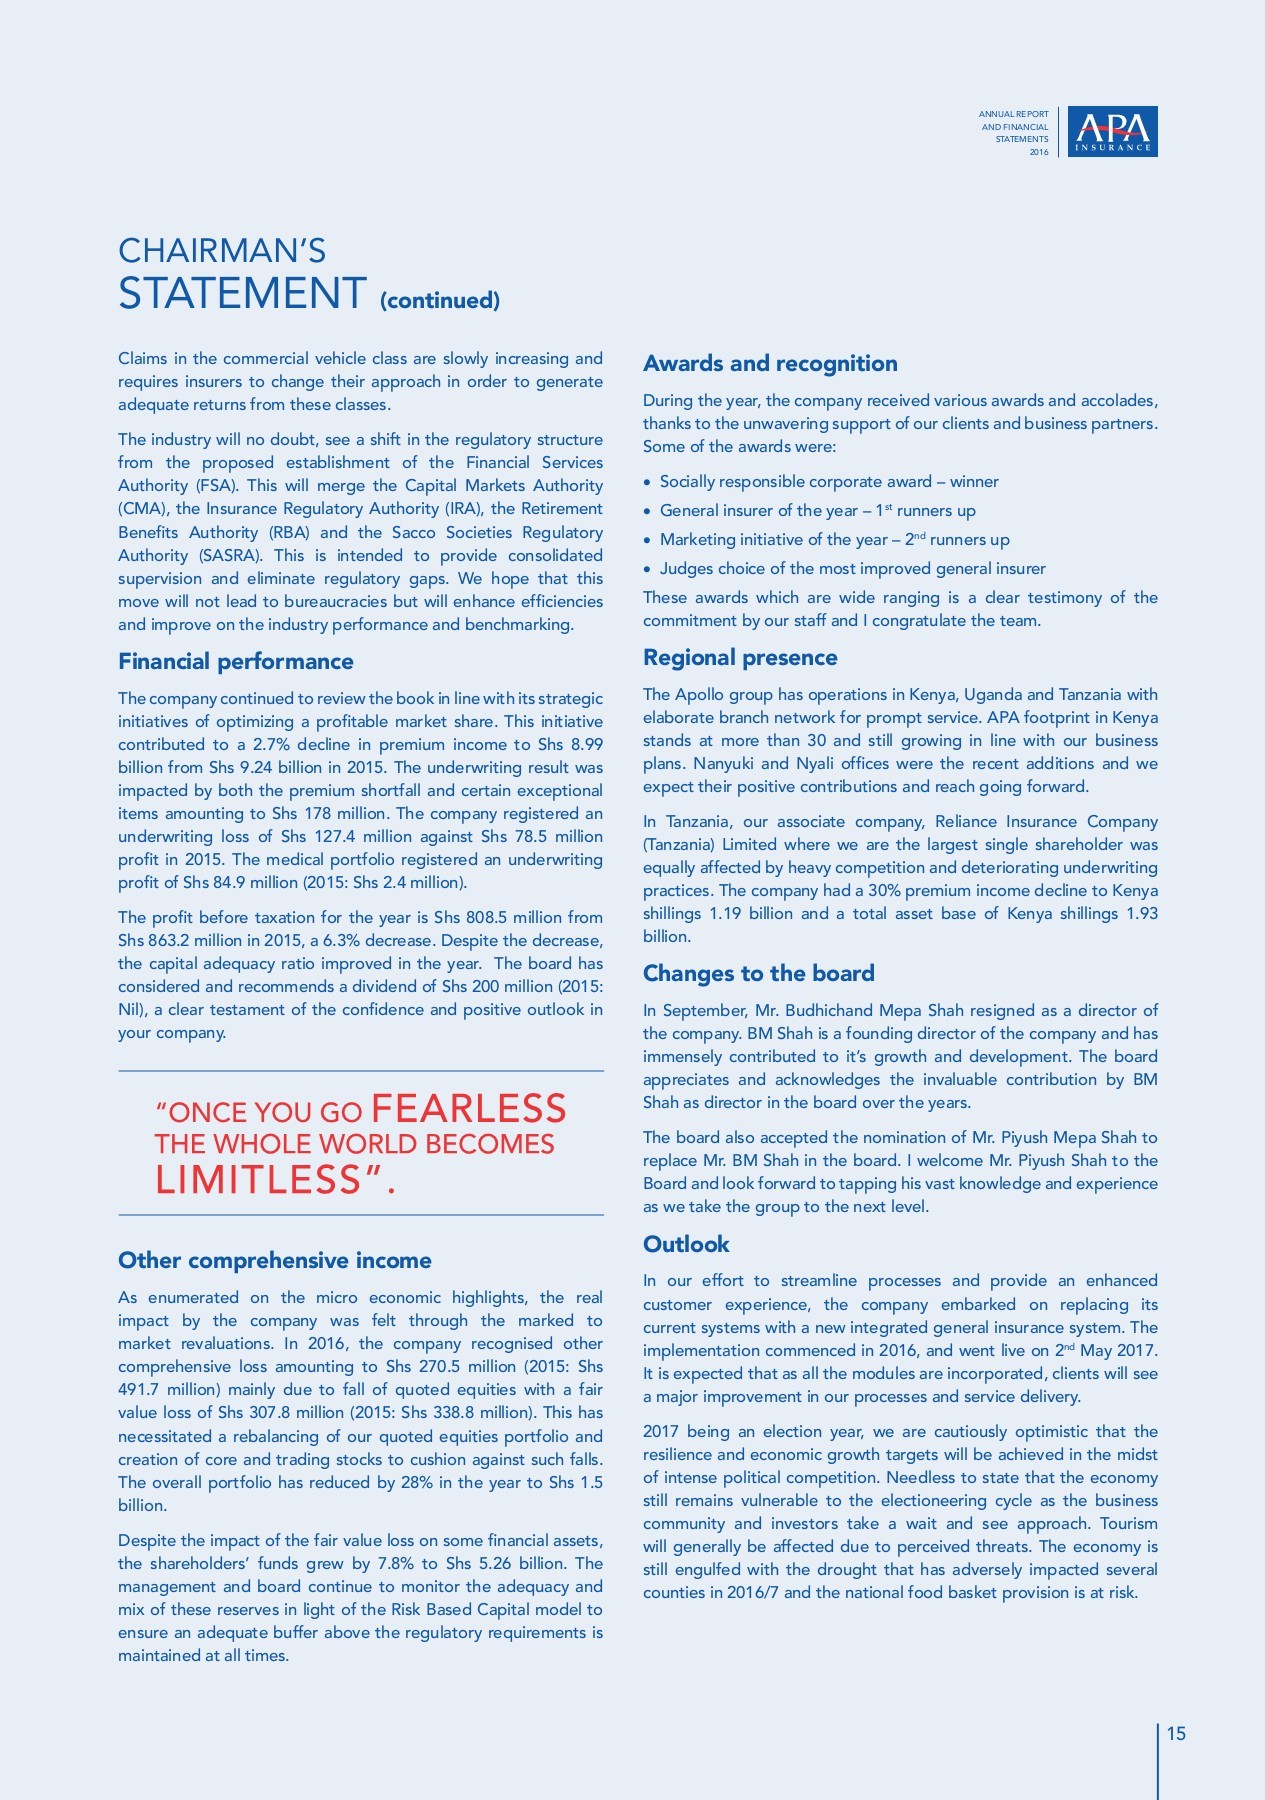 ANNUAL REPORT
AND FINANCIAL
STATEMENTS
2016
APA
INSURANCE
CHAIRMAN’S
STATEMENT (continued)
Claims in the commercial vehicle class are slowly increasing and
requires insurers to change their approach in order to generate
adequate returns from these classes.
The industry will no doubt, see a shift in the regulatory structure
from the proposed establishment of the Financial Services
Authority (FSA). This will merge the Capital Markets Authority
(CMA), the Insurance Regulatory Authority (IRA), the Retirement
Benefits Authority (RBA) and the Sacco Societies Regulatory
Authority (SASRA). This is intended to provide consolidated
supervision and eliminate regulatory gaps. We hope that this
move will not lead to bureaucracies but will enhance efficiencies
and improve on the industry performance and benchmarking.
Financial performance
The company continued to review the book in line with its strategic
initiatives of optimizing a profitable market share. This initiative
contributed to a 2.7% decline in premium income to Shs 8.99
billion from Shs 9.24 billion in 2015. The underwriting result was
impacted by both the premium shortfall and certain exceptional
items amounting to Shs 178 million. The company registered an
underwriting loss of Shs 127.4 million against Shs 78.5 million
profit in 2015. The medical portfolio registered an underwriting
profit of Shs 84.9 million (2015: Shs 2.4 million).
The profit before taxation for the year is Shs 808.5 million from
Shs 863.2 million in 2015, a 6.3% decrease. Despite the decrease,
the capital adequacy ratio improved in the year. The board has
considered and recommends a dividend of Shs 200 million (2015:
Nil), a clear testament of the confidence and positive outlook in
your company.
“ONCE YOU GO FEARLESS
THE WHOLE WORLD BECOMES
LIMITLESS”.
Other comprehensive income
As enumerated on the micro economic highlights, the real
impact by the company was felt through the marked to
market revaluations. In 2016, the company recognised other
comprehensive loss amounting to Shs 270.5 million (2015: Shs
491.7 million) mainly due to fall of quoted equities with a fair
value loss of Shs 307.8 million (2015: Shs 338.8 million). This has
necessitated a rebalancing of our quoted equities portfolio and
creation of core and trading stocks to cushion against such falls.
The overall portfolio has reduced by 28% in the year to Shs 1.5
billion.
Despite the impact of the fair value loss on some financial assets,
the shareholders’ funds grew by 7.8% to Shs 5.26 billion. The
management and board continue to monitor the adequacy and
mix of these reserves in light of the Risk Based Capital model to
ensure an adequate buffer above the regulatory requirements is
maintained at all times.
Awards and recognition
During the year, the company received various awards and accolades,
thanks to the unwavering support of our clients and business partners.
Some of the awards were:
• Socially responsible corporate award – winner
• General insurer of the year – 1st runners up
• Marketing initiative of the year – 2nd runners up
• Judges choice of the most improved general insurer
These awards which are wide ranging is a clear testimony of the
commitment by our staff and I congratulate the team.
Regional presence
The Apollo group has operations in Kenya, Uganda and Tanzania with
elaborate branch network for prompt service. APA footprint in Kenya
stands at more than 30 and still growing in line with our business
plans. Nanyuki and Nyali offices were the recent additions and we
expect their positive contributions and reach going forward.
In Tanzania, our associate company, Reliance Insurance Company
(Tanzania) Limited where we are the largest single shareholder was
equally affected by heavy competition and deteriorating underwriting
practices. The company had a 30% premium income decline to Kenya
shillings 1.19 billion and a total asset base of Kenya shillings 1.93
billion.
Changes to the board
In September, Mr. Budhichand Mepa Shah resigned as a director of
the company. BM Shah is a founding director of the company and has
immensely contributed to it’s growth and development. The board
appreciates and acknowledges the invaluable contribution by BM
Shah as director in the board over the years.
The board also accepted the nomination of Mr. Piyush Mepa Shah to
replace Mr. BM Shah in the board. I welcome Mr. Piyush Shah to the
Board and look forward to tapping his vast knowledge and experience
as we take the group to the next level.
Outlook
In our effort to streamline processes and provide an enhanced
customer experience, the company embarked on replacing its
current systems with a new integrated general insurance system. The
implementation commenced in 2016, and went live on 2nd May 2017.
It is expected that as all the modules are incorporated, clients will see
a major improvement in our processes and service delivery.
2017 being an election year, we are cautiously optimistic that the
resilience and economic growth targets will be achieved in the midst
of intense political competition. Needless to state that the economy
still remains vulnerable to the electioneering cycle as the business
community and investors take a wait and see approach. Tourism
will generally be affected due to perceived threats. The economy is
still engulfed with the drought that has adversely impacted several
counties in 2016/7 and the national food basket provision is at risk.
15